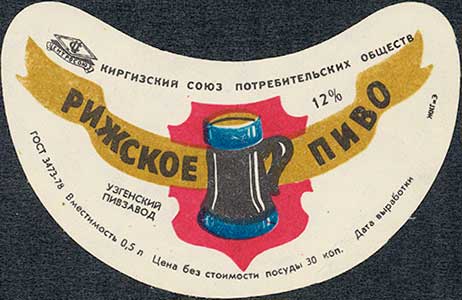 ЦЕНТРОСОЮЗ
КИРГИЗСКИЙ СОЮЗ ПОТРЕБИТЕЛЬСКИХ ОБЩЕСТВ
12%
РИЖСКОЕ ПИВО
УЗГЕНСКИЙ
ПИВЗАВОД
ГОСТ 3473-78 Вместимость 0,5 л Цена без стоимости посуды 30 коп. Дата выработки